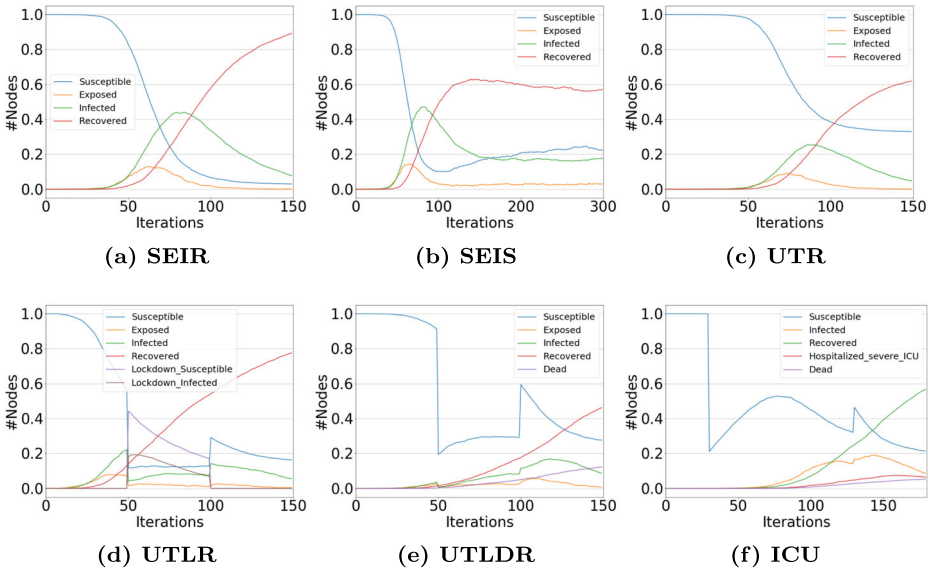 1.0
0.8
0.6
0.4
0.2
0.0
#Nodes
Susceptible
Exposed
Infected
Recovered
0
50
100
150
Iterations
(a) SEIR
1.0
0.8
0.6
0.4
0.2
0.0
#Nodes
Susceptible
Exposed
Infected
Recovered
0
100
200
300
Iterations
(b) SEIS
1.0
0.8
0.6
0.4
0.2
0.0
#Nodes
Susceptible
Exposed
Infected
Recovered
0
50
100
150
Iterations
(c) UTR
1.0
0.8
0.6
0.4
0.2
0.0
#Nodes
Susceptible
Exposed
Infected
Recovered
Lockdown_Susceptible
Lockdown_Infected
0
50
100
150
Iterations
(d) UTLR
1.0
0.8
0.6
0.4
0.2
0.0
#Nodes
Susceptible
Exposed
Infected
Recovered
Dead
0
50
100
150
Iterations
(e) UTLDR
1.0
0.8
0.6
0.4
0.2
0.0
#Nodes
Susceptible
Infected
Recovered
Hospitalized_severe_ICU
Dead
0
50
100
150
Iterations
(f) ICU